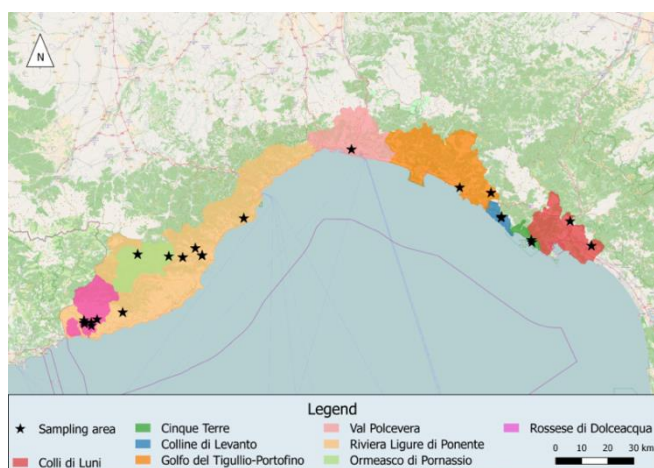 N
Legend
Sampling area
Cinque Terre
Val Polcevera
Rossese di Dolceacqua
Colline di Levanto
Riviera Ligure di Ponente
Colli di Luni
Golfo del Tigullio-Portofino
Ormeasco di Pornassio
0 10 20 30 km